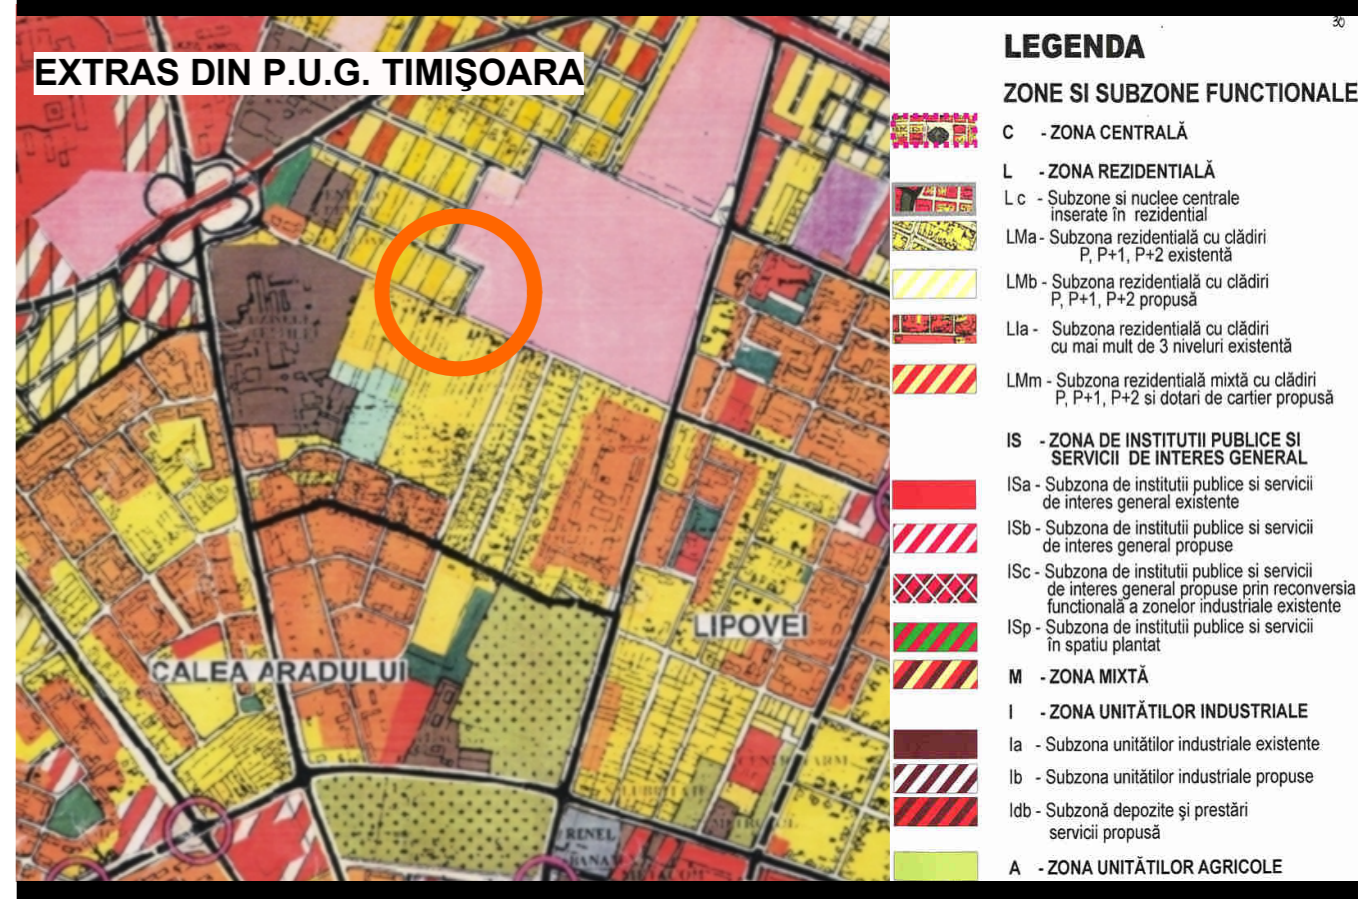 30
EXTRAS DIN P.U.G. TIMIŞOARA
LIPOVEI
CALEA ARADULUI
RENEL
LEGENDA
ZONE SI SUBZONE FUNCTIONALE
C - ZONA CENTRALĂ
L - ZONA REZIDENTIALĂ
L c - Subzone si nuclee centrale
inserate în rezidential
LMa - Subzona rezidentială cu clădiri
P, P+1, P+2 existentă
LMb - Subzona rezidentială cu clădiri
P, P+1, P+2 propusă
LIa - Subzona rezidentială cu clădiri
cu mai mult de 3 niveluri existentă
LMm - Subzona rezidentială mixtă cu clădiri
P, P+1, P+2 si dotari de cartier propusă
IS - ZONA DE INSTITUTII PUBLICE SI
SERVICII DE INTERES GENERAL
ISa - Subzona de institutii publice si servicii
de interes general existente
ISb - Subzona de institutii publice si servicii
de interes general propuse
ISc - Subzona de institutii publice si servicii
de interes general propuse prin reconversia
functională a zonelor industriale existente
ISp - Subzona de institutii publice si servicii
în spatiu plantat
M - ZONA MIXTĂ
I - ZONA UNITĂTILOR INDUSTRIALE
Ia - Subzona unitătilor industriale existente
Ib - Subzona unitătilor industriale propuse
Idb - Subzonă depozite şi prestări
servicii propusă
A - ZONA UNITĂTILOR AGRICOLE